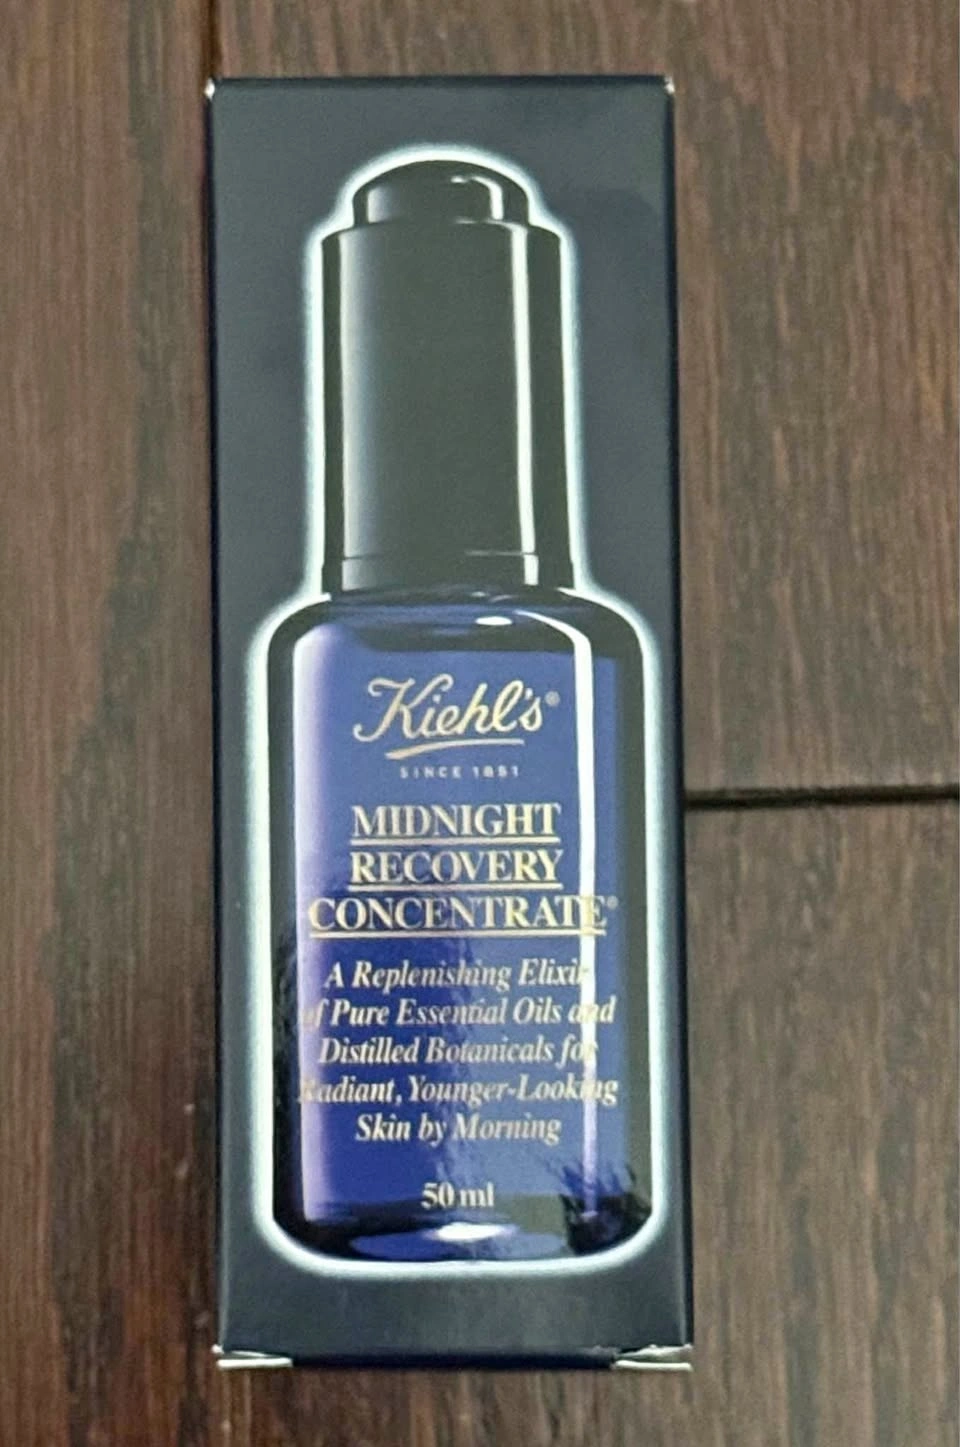 Kiehl's®
SINCE 1851
MIDNIGHT
RECOVERY
CONCENTRATE®
A Replenishing Elixir
of Pure Essential Oils and
Distilled Botanicals for
Radiant, Younger-Looking
Skin by Morning
50 ml